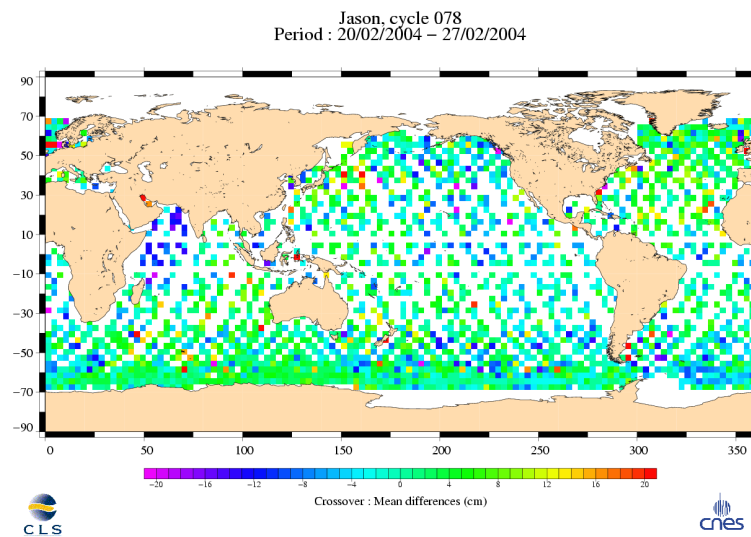 Jason, cycle 078
Period : 20/02/2004 − 27/02/2004
90
70
50
30
10
−10
−30
−50
−70
−90
0 50 100 150 200 250 300 350
−20 −16 −12 −8 −4 0 4 8 12 16 20
Crossover : Mean differences (cm)
CLS
cnes